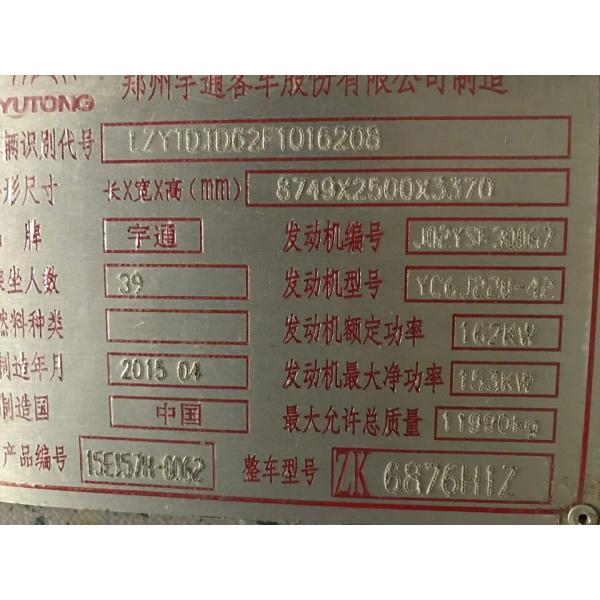 YUTONG 郑州宇通客车股份有限公司制造
辆识别代号 LZY1DTD62F1016208
形尺寸 长X宽X高(mm) 8749X2500X3370
牌 宇通 发动机编号
坐人数 39 发动机型号 YC6J220-42
燃料种类 发动机额定功率 162KW
制造年月 2015 04 发动机最大净功率 153KW
制造国 中国 最大允许总质量 11990kg
产品编号 15E157H-0062 整车型号 ZK 6876H1Z